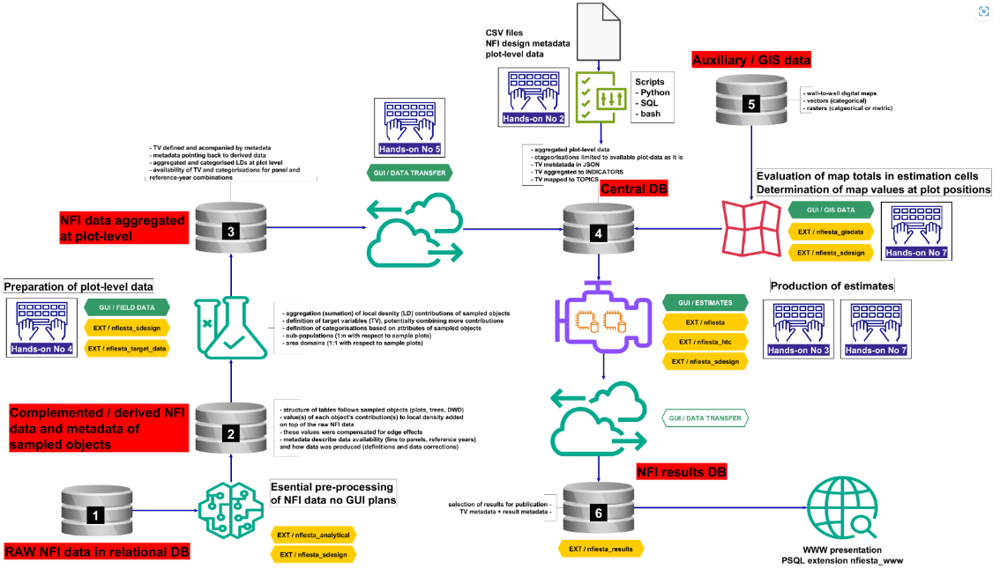 CSV files
NFI design metadata
plot-level data
Hands-on No 2
Scripts
- Python
- SQL
- bash
Auxiliary / GIS data
5
- wall-to-wall digital maps
- vectors (categorical)
- rasters (catgeorical or metric)
Hands-on No 5
GUI / DATA TRANSFER
- TV defined and acompanied by metadata
- metadata pointing back to derived data
- aggregated and categorised LDs at plot level
- availability of TV and categorisations for panel and
reference-year combinations
- aggregated plot-level data
- ctageorisations limited to available plot-data as it is
- TV metdatada in JSON
- TV aggregated to INDICATORS
- TV mapped to TOPICS
Central DB
4
Evaluation of map totals in estimation cells
Determination of map values at plot positions
GUI / GIS DATA
EXT / nfiesta_gisdata
EXT / nfiesta_sdesign
Hands-on No 7
NFI data aggregated
at plot-level
3
Preparation of plot-level data
Hands-on No 4
GUI / FIELD DATA
EXT / nfiesta_sdesign
EXT / nfiesta_target_data
- aggregation (sumation) of local desnity (LD) contributions of sampled objects
- definition of target variables (TV), potentially combining more contributions
- definition of categorisations based on attributes of sampled objects
- sub-populations (1:n with respect to sample plots)
- area domains (1:1 with respect to sample plots)
GUI / ESTIMATES
EXT / nfiesta
EXT / nfiesta_htc
EXT / nfiesta_sdesign
Production of estimates
Hands-on No 3
Hands-on No 7
Complemented / derived NFI
data and metadata of
sampled objects
2
- structure of tables follows sampled objects (plots, trees, DWD)
- value(s) of each object's contribution(s) to local density added
on top of the raw NFI data
- these values were compensated for edge effects
- metadata describe data availability (lins to panels, reference years)
and how data was produced (definitions and data corrections)
GUI / DATA TRANSFER
NFI results DB
6
selection of results for publication -
TV metadata + result metadata -
EXT / nfiesta_results
WWW presentation
PSQL extension nfiesta_www
Esential pre-processing
of NFI data no GUI plans
EXT / nfiesta_analytical
EXT / nfiesta_sdesign
1
RAW NFI data in relational DB